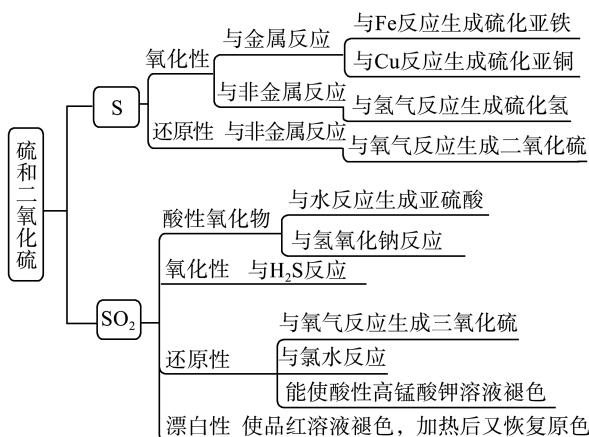 硫和二氧化硫
S
氧化性
与金属反应
与Fe反应生成硫化亚铁
与Cu反应生成硫化亚铜
与非金属反应
与氢气反应生成硫化氢
还原性
与非金属反应
与氧气反应生成二氧化硫
SO₂
酸性氧化物
与水反应生成亚硫酸
与氢氧化钠反应
氧化性
与H₂S反应
还原性
与氧气反应生成三氧化硫
与氯水反应
能使酸性高锰酸钾溶液褪色
漂白性
使品红溶液褪色，加热后又恢复原色